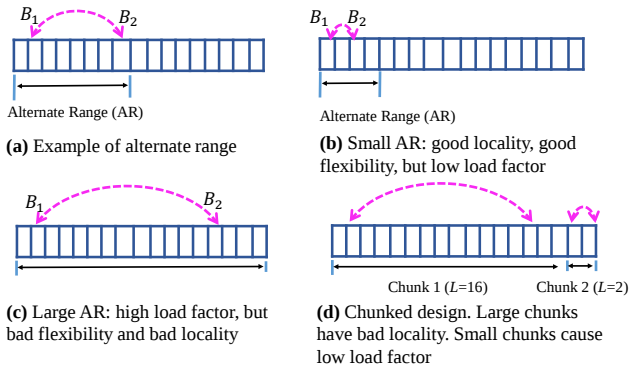 B₁ B₂
Alternate Range (AR)
(a) Example of alternate range
B₁ B₂
Alternate Range (AR)
(b) Small AR: good locality, good
flexibility, but low load factor
B₁ B₂
(c) Large AR: high load factor, but
bad flexibility and bad locality
Chunk 1 (L=16) Chunk 2 (L=2)
(d) Chunked design. Large chunks
have bad locality. Small chunks cause
low load factor